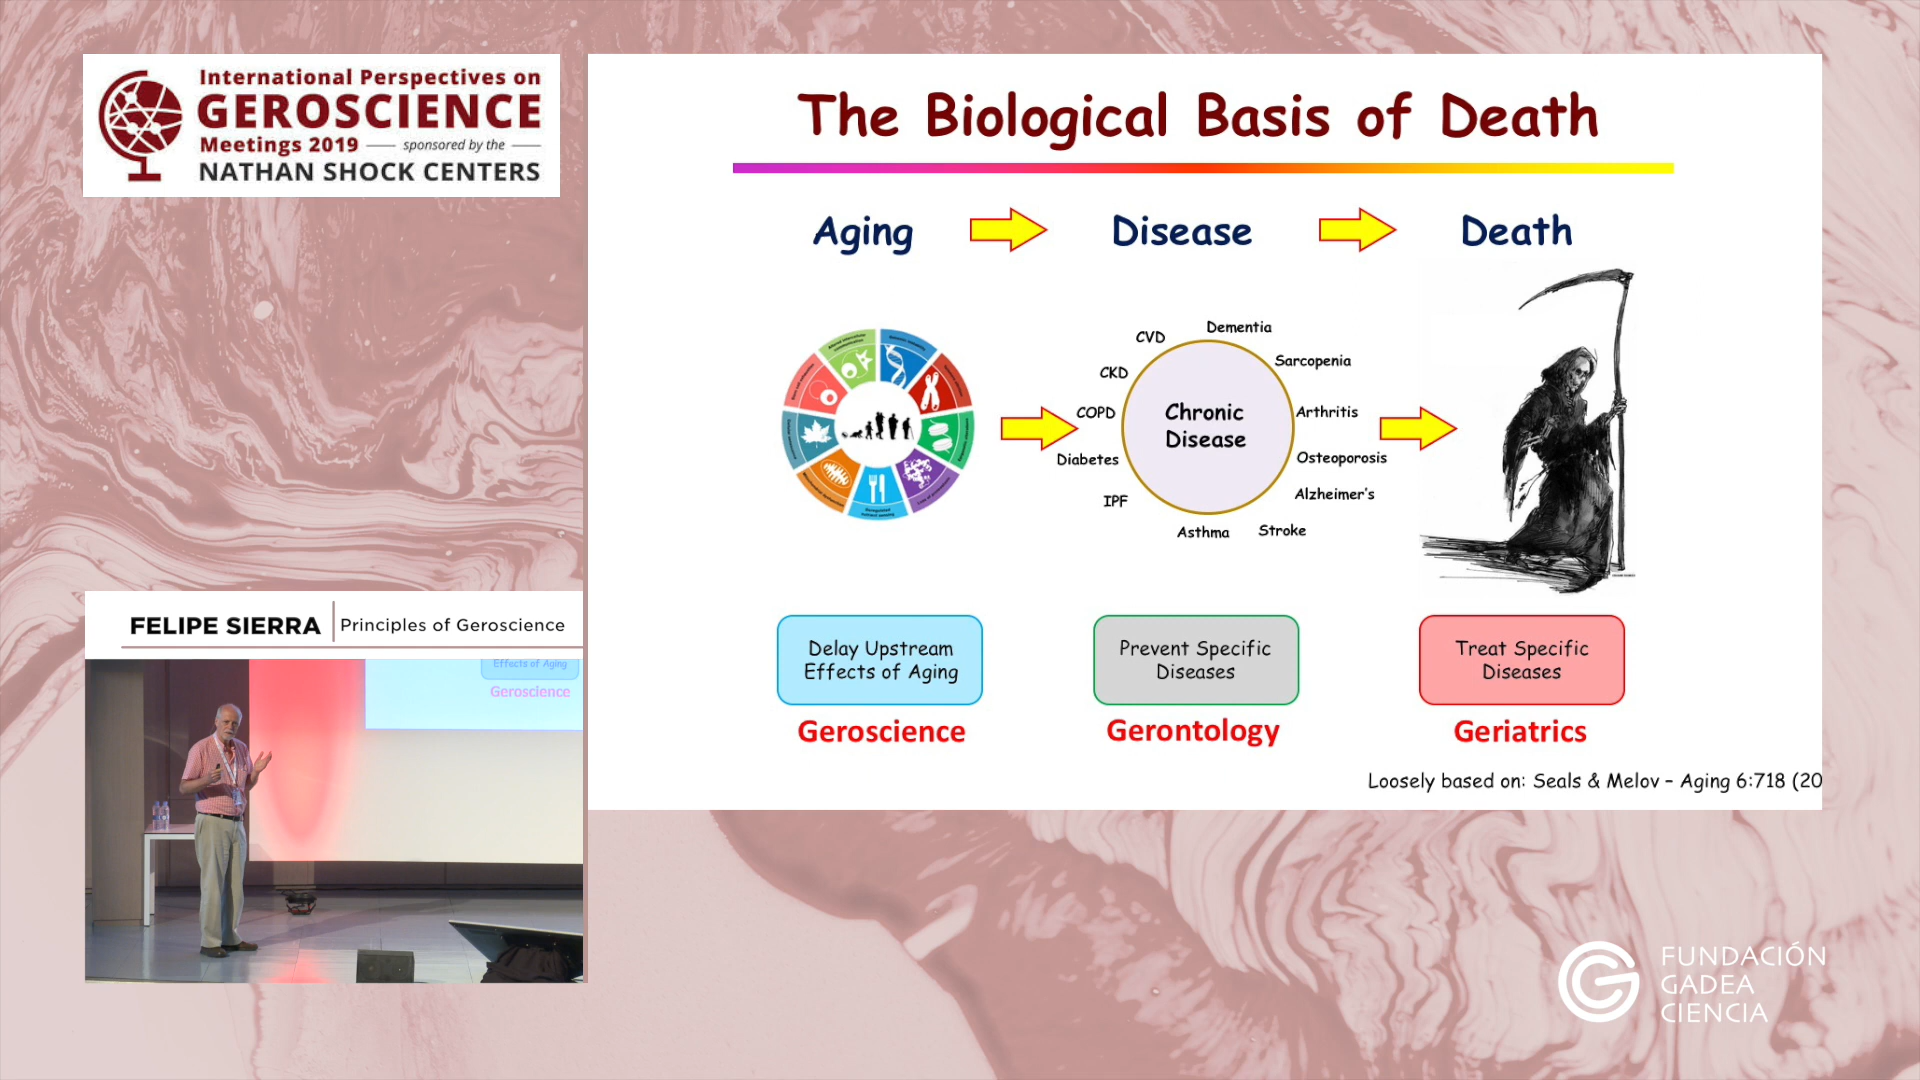 International Perspectives on
GEROSCIENCE
Meetings 2019 — sponsored by the —
NATHAN SHOCK CENTERS
The Biological Basis of Death
Aging
Disease
Death
CVD
Dementia
CKD
Sarcopenia
COPD
Arthritis
Chronic
Disease
Diabetes
Osteoporosis
IPF
Alzheimer's
Asthma
Stroke
Delay Upstream
Effects of Aging
Prevent Specific
Diseases
Treat Specific
Diseases
Geroscience
Gerontology
Geriatrics
Loosely based on: Seals & Melov – Aging 6:718 (20
FELIPE SIERRA
Principles of Geroscience
Effects of Aging
Geroscience
FUNDACIÓN
GADEA
CIENCIA